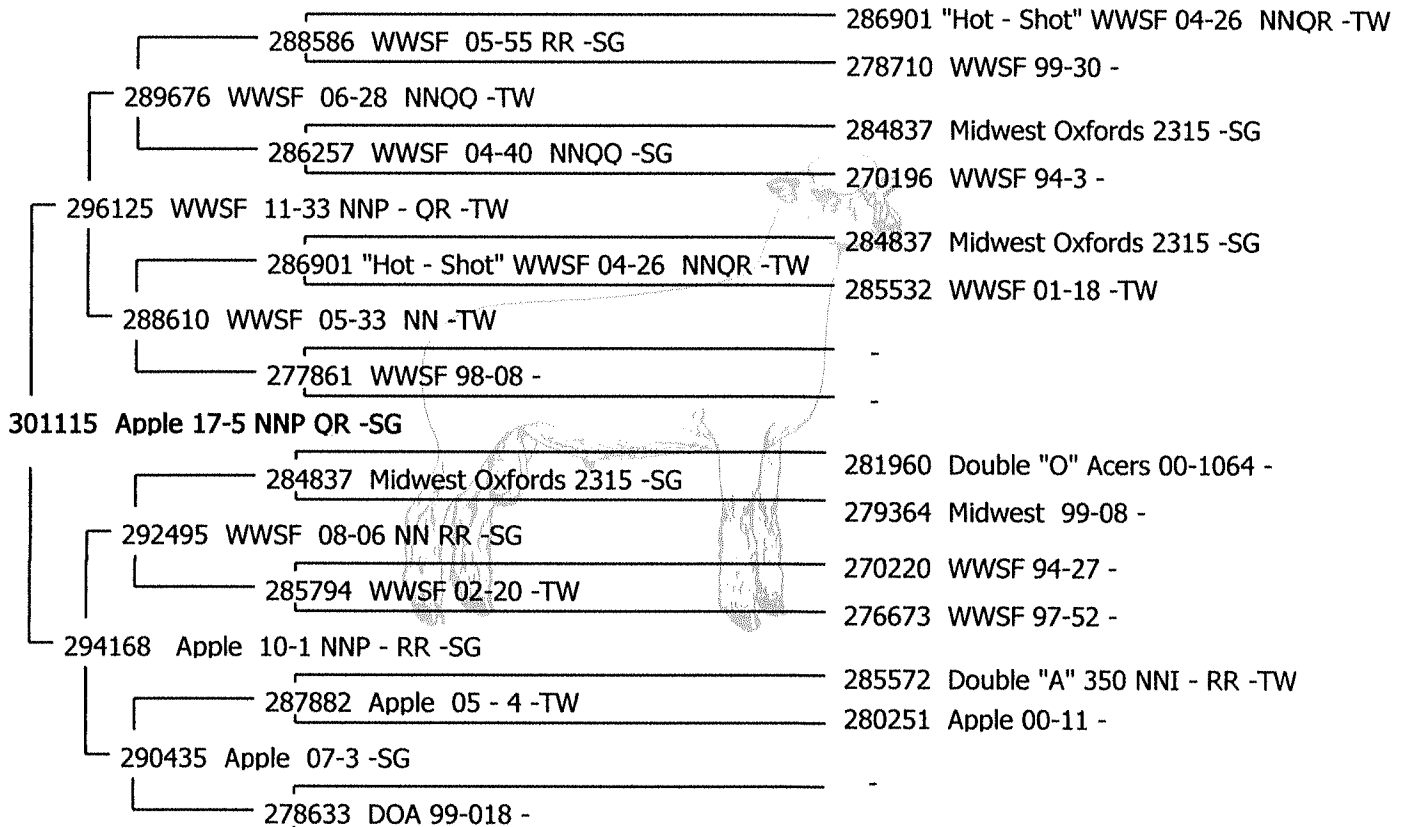 286901 "Hot - Shot" WWSF 04-26 NNQR -TW
288586 WWSF 05-55 RR -SG
278710 WWSF 99-30 -
289676 WWSF 06-28 NNQQ -TW
284837 Midwest Oxfords 2315 -SG
286257 WWSF 04-40 NNQQ -SG
270196 WWSF 94-3 -
296125 WWSF 11-33 NNP - QR -TW
284837 Midwest Oxfords 2315 -SG
286901 "Hot - Shot" WWSF 04-26 NNQR -TW
285532 WWSF 01-18 -TW
288610 WWSF 05-33 NN -TW
-
277861 WWSF 98-08 -
-
301115 Apple 17-5 NNP QR -SG
281960 Double "O" Acers 00-1064 -
284837 Midwest Oxfords 2315 -SG
279364 Midwest 99-08 -
292495 WWSF 08-06 NN RR -SG
270220 WWSF 94-27 -
285794 WWSF 02-20 -TW
276673 WWSF 97-52 -
294168 Apple 10-1 NNP - RR -SG
285572 Double "A" 350 NNI - RR -TW
287882 Apple 05 - 4 -TW
280251 Apple 00-11 -
290435 Apple 07-3 -SG
-
278633 DOA 99-018 -